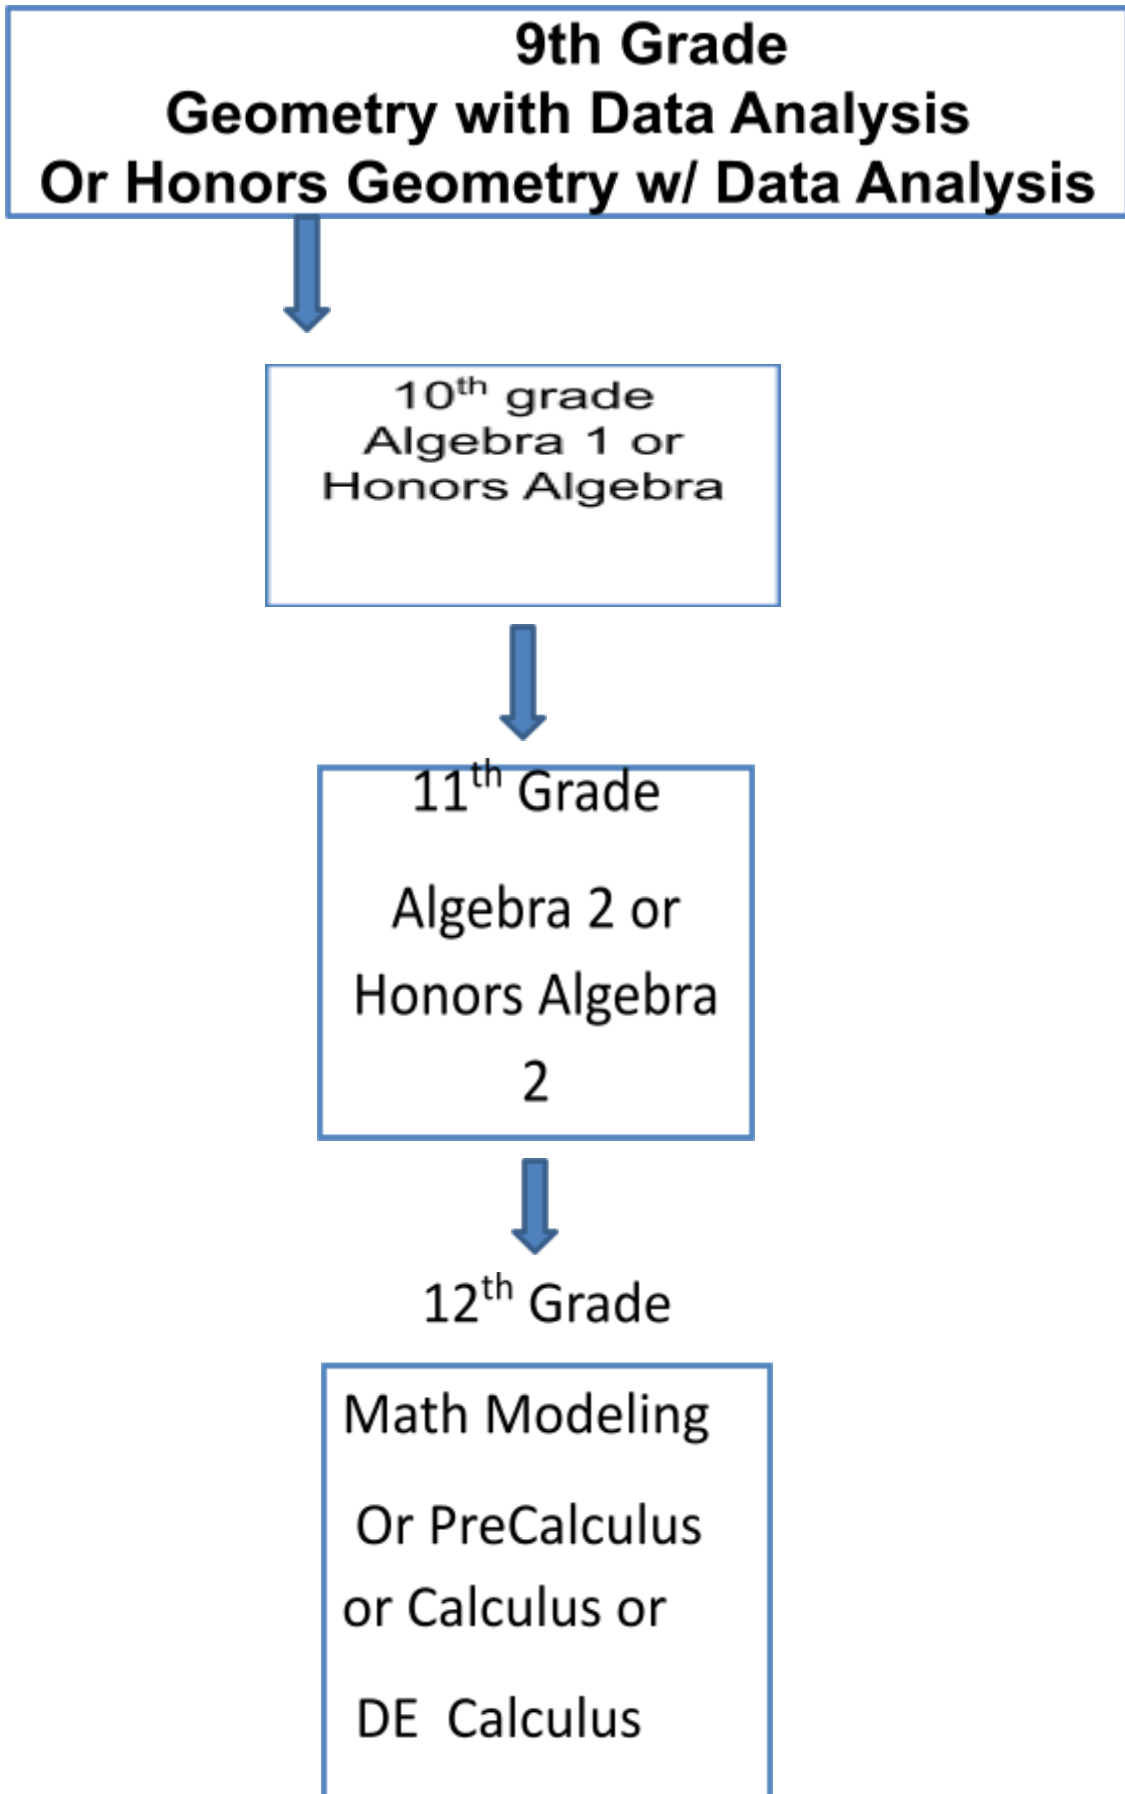 9th Grade
Geometry with Data Analysis
Or Honors Geometry w/ Data Analysis
10th grade
Algebra 1 or
Honors Algebra
11th Grade
Algebra 2 or
Honors Algebra
2
12th Grade
Math Modeling
Or PreCalculus
or Calculus or
DE Calculus